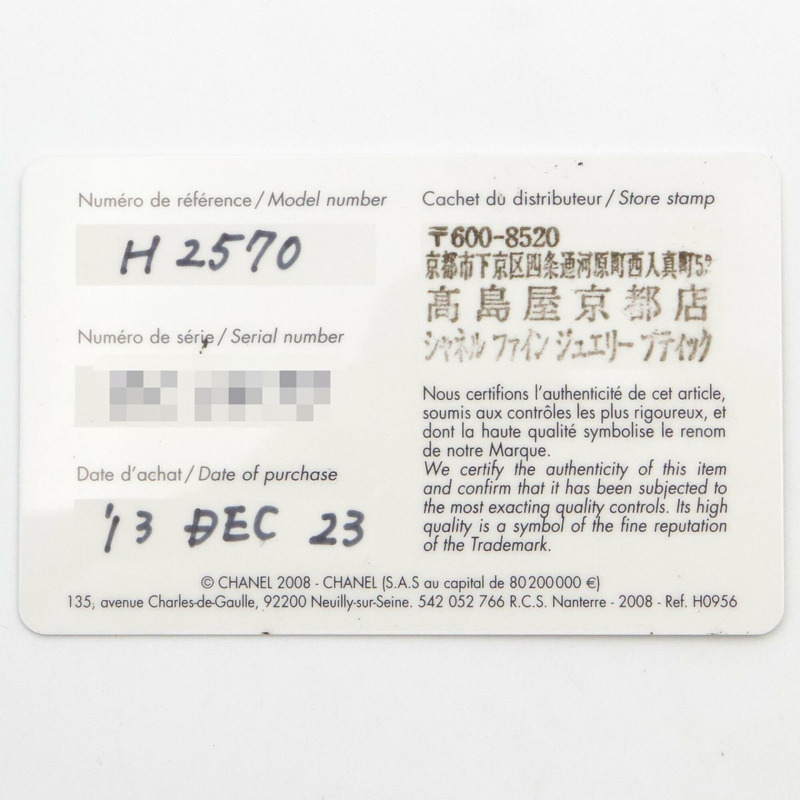 Numéro de référence / Model number
H 2570
Numéro de série / Serial number
Date d'achat / Date of purchase
'13 DEC 23
Cachet du distributeur / Store stamp
〒600-8520
京都市下京区四条通河原町西入真町52
髙島屋京都店
シャネル ファイン ジュエリー ブティック
Nous certifions l'authenticité de cet article,
soumis aux contrôles les plus rigoureux, et
dont la haute qualité symbolise le renom
de notre Marque.
We certify the authenticity of this item
and confirm that it has been subjected to
the most exacting quality controls. Its high
quality is a symbol of the fine reputation
of the Trademark.
© CHANEL 2008 - CHANEL (S.A.S au capital de 80200000 €)
135, avenue Charles-de-Gaulle, 92200 Neuilly-sur-Seine. 542 052 766 R.C.S. Nanterre - 2008 - Ref. H0956